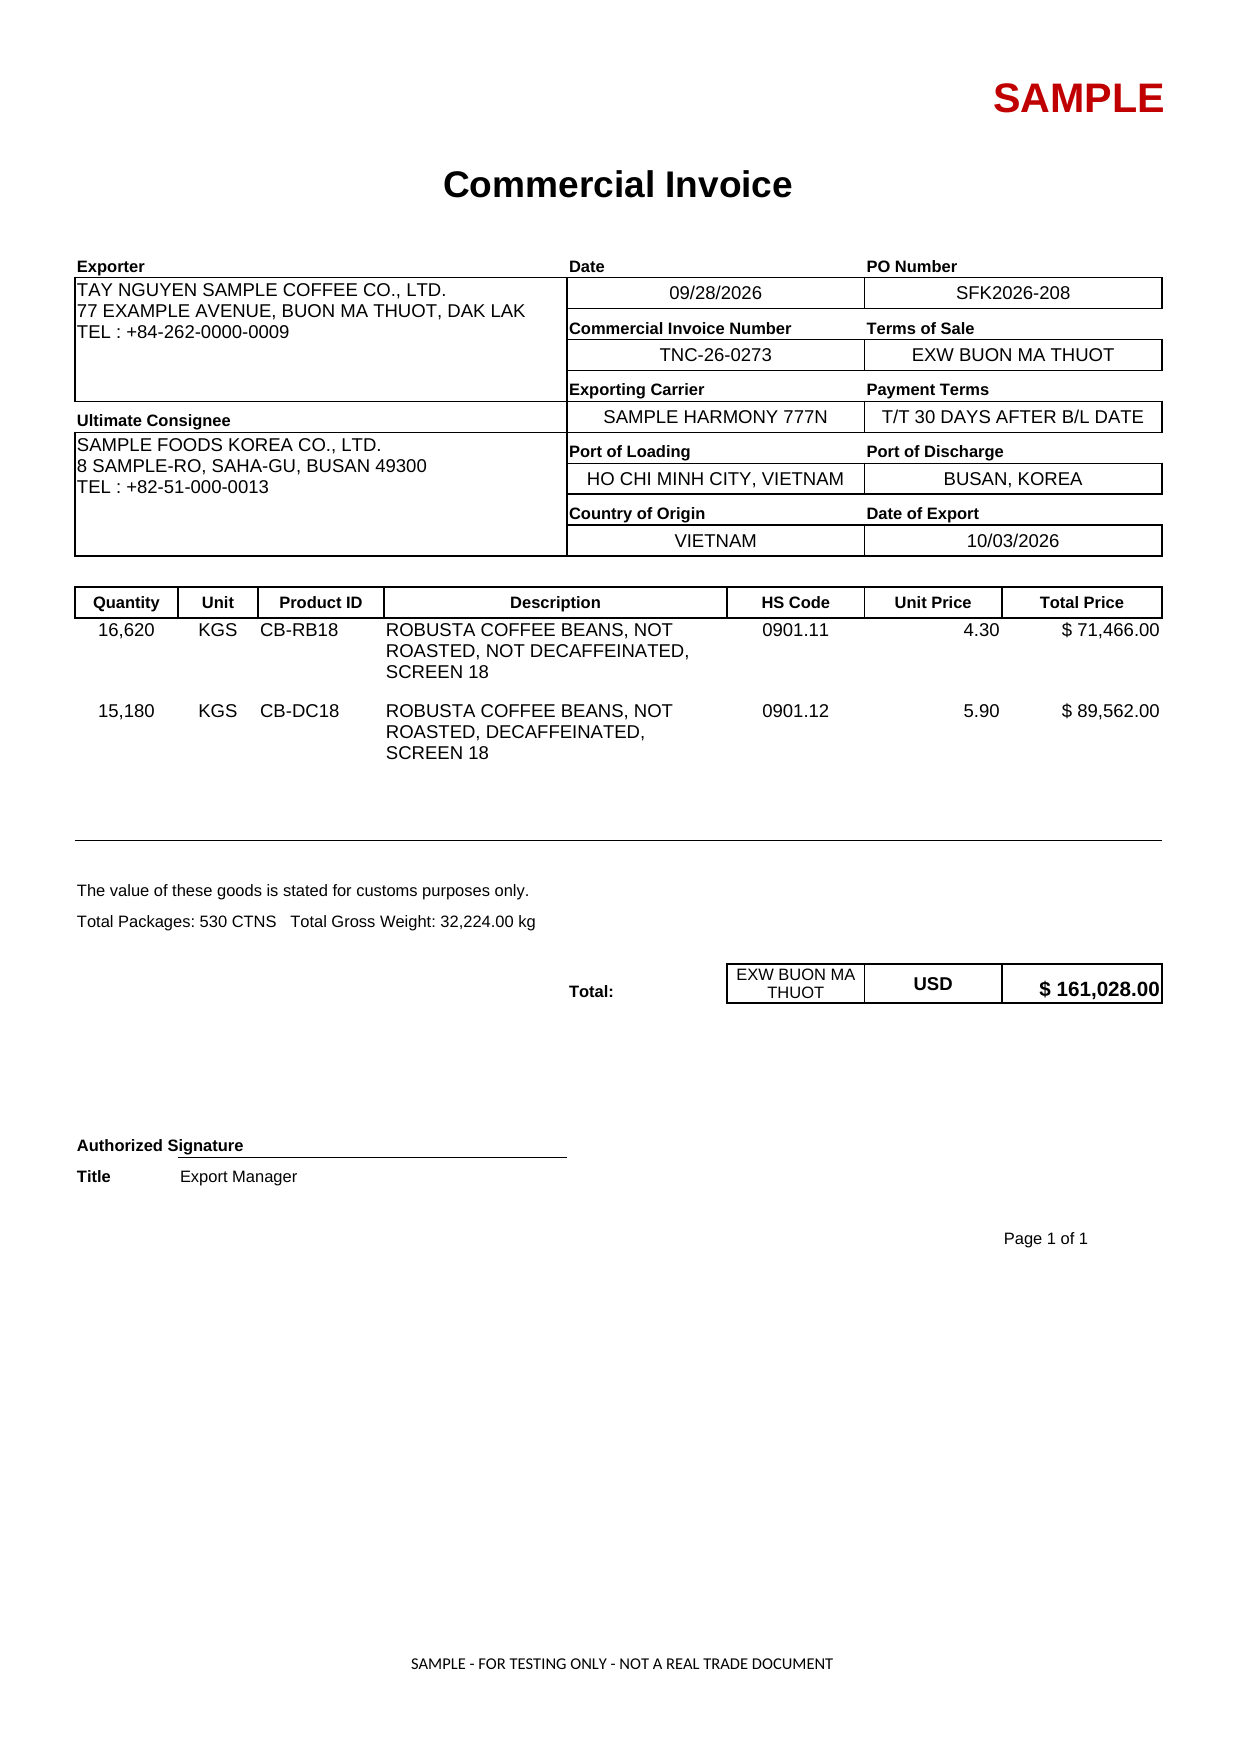 SAMPLE
Commercial Invoice
Exporter
TAY NGUYEN SAMPLE COFFEE CO., LTD.
77 EXAMPLE AVENUE, BUON MA THUOT, DAK LAK
TEL : +84-262-0000-0009
Date PO Number
09/28/2026 SFK2026-208
Commercial Invoice Number Terms of Sale
TNC-26-0273 EXW BUON MA THUOT
Exporting Carrier Payment Terms
SAMPLE HARMONY 777N T/T 30 DAYS AFTER B/L DATE
Ultimate Consignee
SAMPLE FOODS KOREA CO., LTD.
8 SAMPLE-RO, SAHA-GU, BUSAN 49300
TEL : +82-51-000-0013
Port of Loading Port of Discharge
HO CHI MINH CITY, VIETNAM BUSAN, KOREA
Country of Origin Date of Export
VIETNAM 10/03/2026
Quantity Unit Product ID Description HS Code Unit Price Total Price
16,620 KGS CB-RB18 ROBUSTA COFFEE BEANS, NOT 0901.11 4.30 $ 71,466.00
ROASTED, NOT DECAFFEINATED,
SCREEN 18
15,180 KGS CB-DC18 ROBUSTA COFFEE BEANS, NOT 0901.12 5.90 $ 89,562.00
ROASTED, DECAFFEINATED,
SCREEN 18
The value of these goods is stated for customs purposes only.
Total Packages: 530 CTNS Total Gross Weight: 32,224.00 kg
Total: EXW BUON MA THUOT USD $ 161,028.00
Authorized Signature
Title Export Manager
Page 1 of 1
SAMPLE - FOR TESTING ONLY - NOT A REAL TRADE DOCUMENT